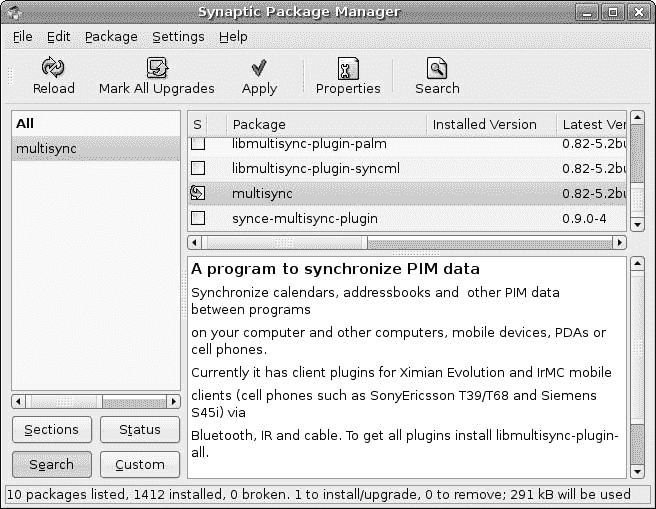 Synaptic Package Manager
File Edit Package Settings Help
Reload Mark All Upgrades Apply Properties Search
All
multisync
S Package Installed Version Latest Ver
libmultisync-plugin-palm 0.82-5.2bu
libmultisync-plugin-syncml 0.82-5.2bu
multisync 0.82-5.2bu
synce-multisync-plugin 0.9.0-4
A program to synchronize PIM data
Synchronize calendars, addressbooks and other PIM data
between programs
on your computer and other computers, mobile devices, PDAs or
cell phones.
Currently it has client plugins for Ximian Evolution and IrMC mobile
clients (cell phones such as SonyEricsson T39/T68 and Siemens
S45i) via
Bluetooth, IR and cable. To get all plugins install libmultisync-plugin-
all.
Sections Status
Search Custom
10 packages listed, 1412 installed, 0 broken. 1 to install/upgrade, 0 to remove; 291 kB will be used